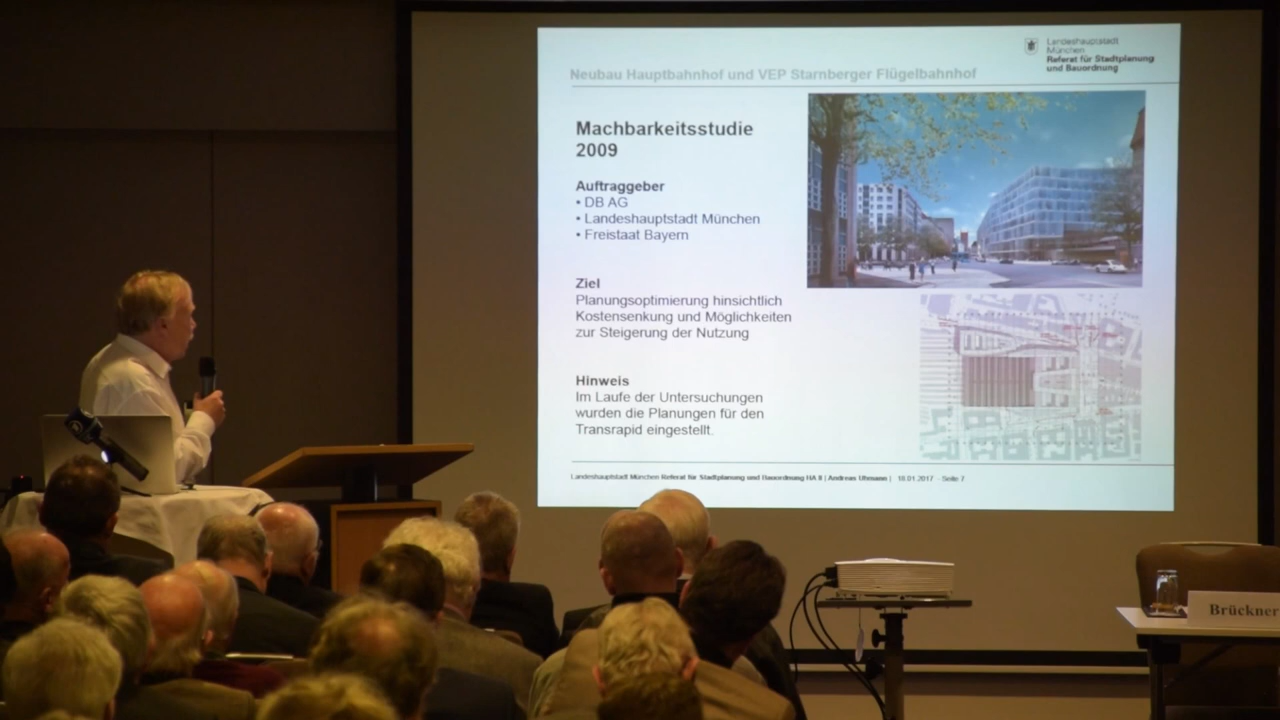 Landeshauptstadt
München
Referat für Stadtplanung
und Bauordnung
Neubau Hauptbahnhof und VEP Starnberger Flügelbahnhof
Machbarkeitsstudie
2009
Auftraggeber
• DB AG
• Landeshauptstadt München
• Freistaat Bayern
Ziel
Planungsoptimierung hinsichtlich
Kostensenkung und Möglichkeiten
zur Steigerung der Nutzung
Hinweis
Im Laufe der Untersuchungen
wurden die Planungen für den
Transrapid eingestellt.
Landeshauptstadt München Referat für Stadtplanung und Bauordnung HA II | Andreas Uhmann | 18.01.2017 - Seite 7
Brückner